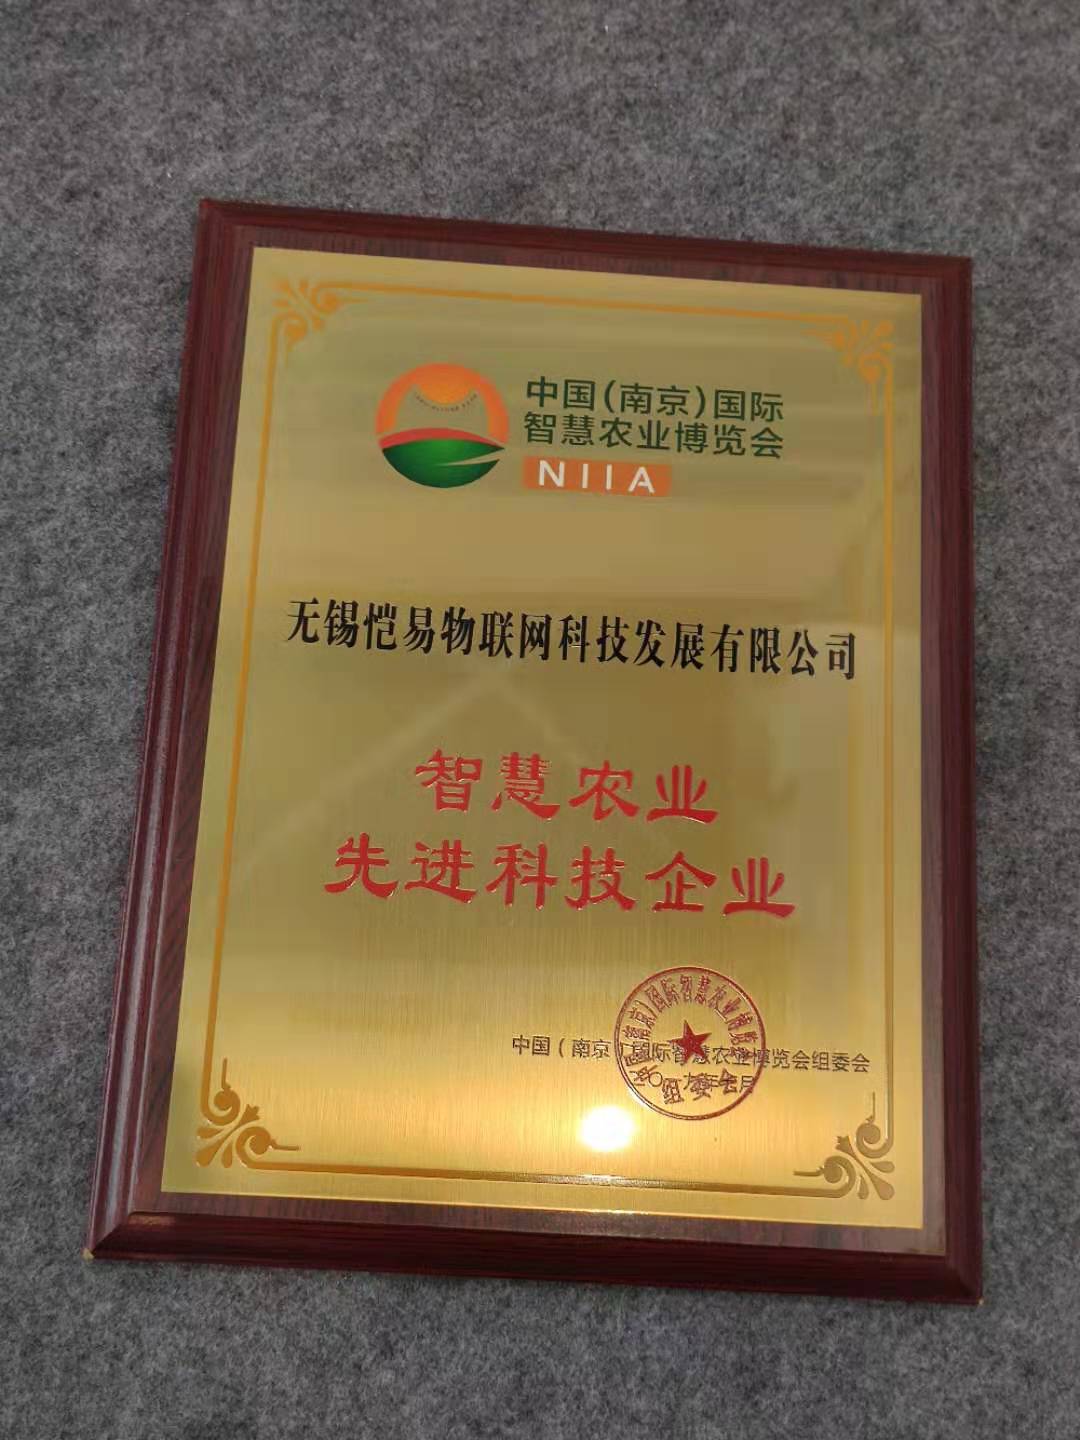 中国(南京)国际
智慧农业博览会
NIIA
无锡恺易物联网科技发展有限公司
智慧农业
先进科技企业
中国(南京)国际智慧农业博览会组委会